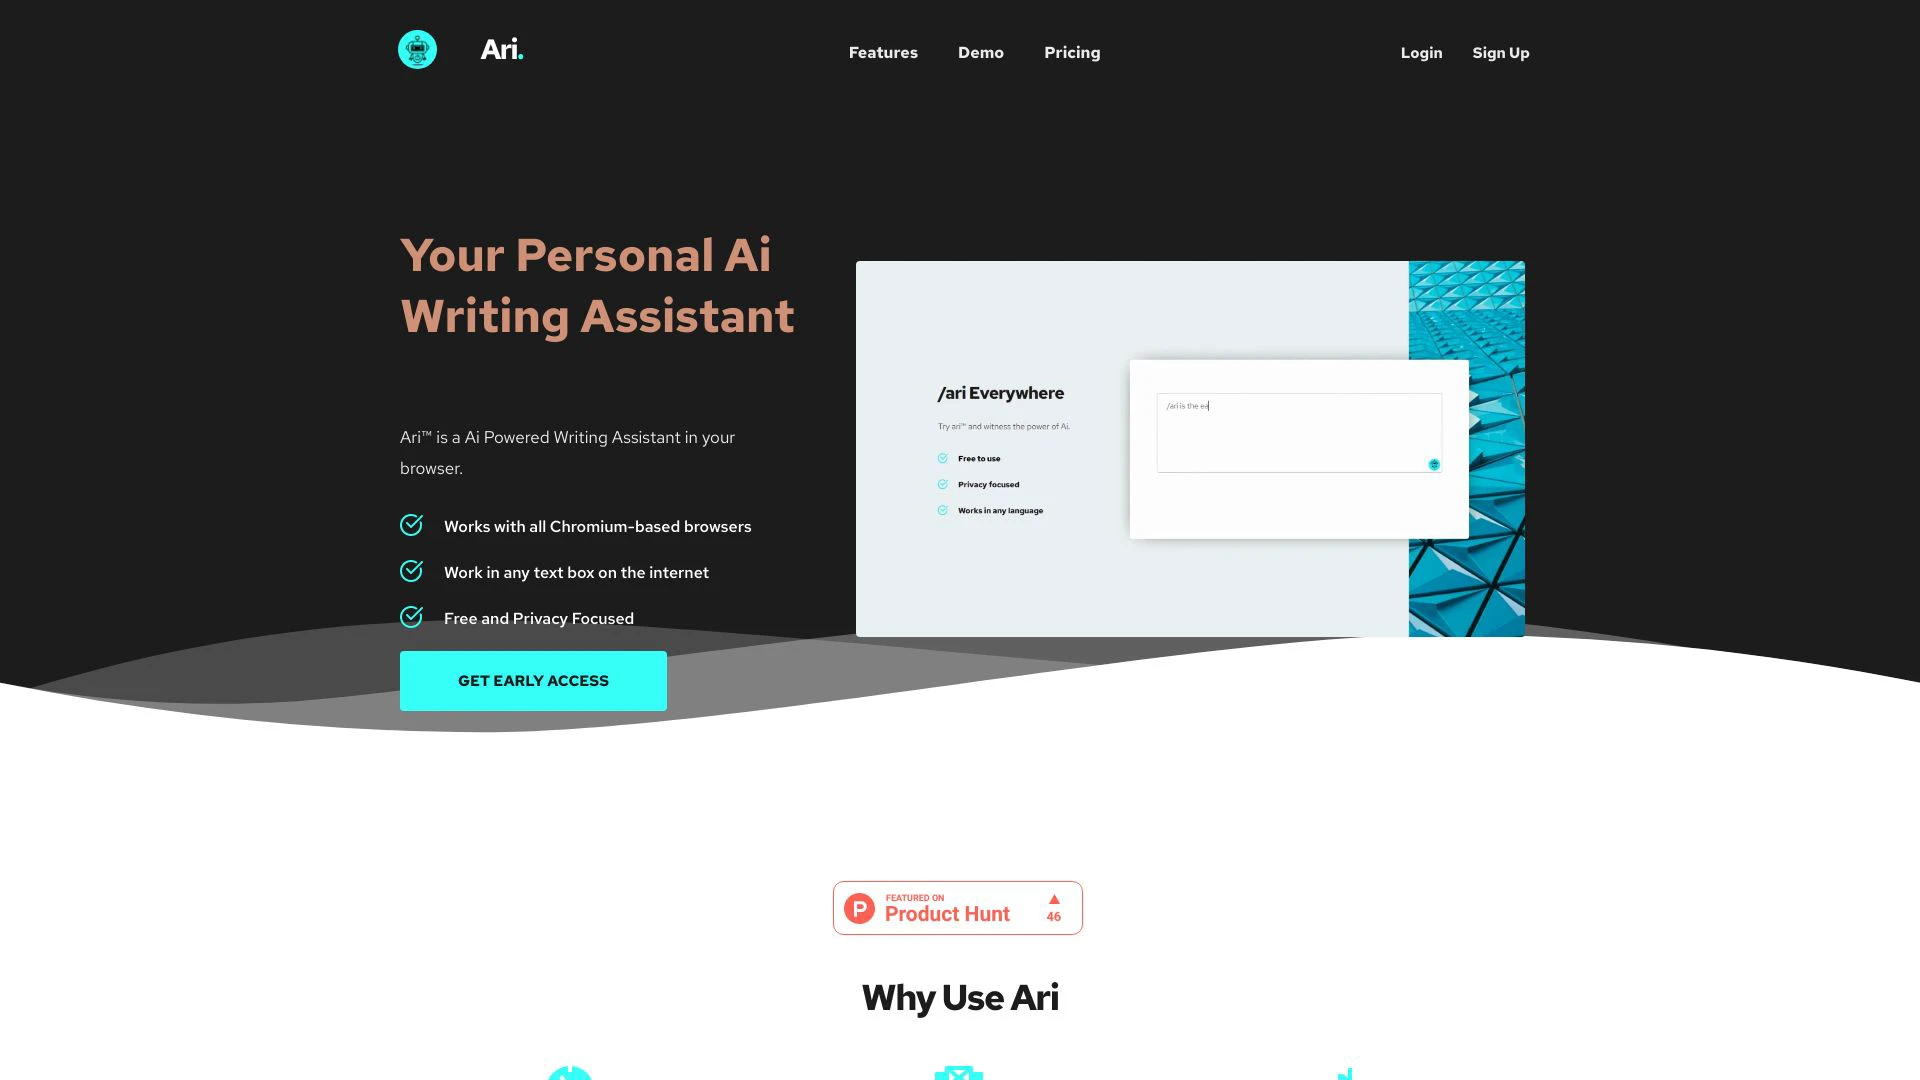 Ari.
Features Demo Pricing
Login Sign Up
Your Personal Ai
Writing Assistant
Ari™ is a Ai Powered Writing Assistant in your
browser.
Works with all Chromium-based browsers
Work in any text box on the internet
Free and Privacy Focused
GET EARLY ACCESS
/ari Everywhere
Try ari™ and witness the power of Ai.
Free to use
Privacy focused
Works in any language
/ari is the ea
FEATURED ON
P Product Hunt
46
Why Use Ari